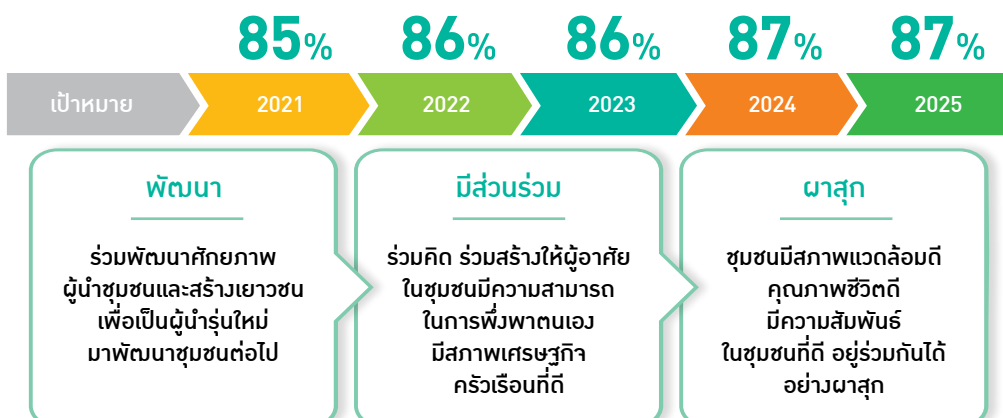 85% 86% 86% 87% 87%
เป้าหมาย 2021 2022 2023 2024 2025
พัฒนา
ร่วมพัฒนาศักยภาพ
ผู้นำชุมชนและสร้างเยาวชน
เพื่อเป็นผู้นำรุ่นใหม่
มาพัฒนาชุมชนต่อไป
มีส่วนร่วม
ร่วมคิด ร่วมสร้างให้ผู้อาศัย
ในชุมชนมีความสามารถ
ในการพึ่งพาตนเอง
มีสภาพเศรษฐกิจ
ครัวเรือนที่ดี
ผาสุก
ชุมชนมีสภาพแวดล้อมดี
คุณภาพชีวิตดี
มีความสัมพันธ์
ในชุมชนที่ดี อยู่ร่วมกันได้
อย่างผาสุก